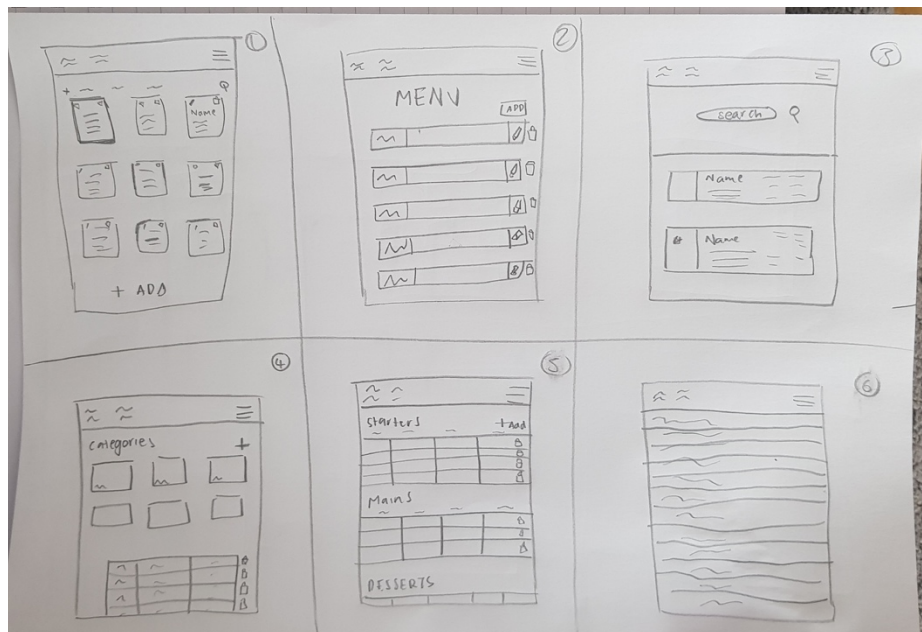 ①
Name
+ ADD
②
MENU
ADD
③
search
Name
Name
④
categories +
⑤
Starters + Add
Mains
DESSERTS
⑥